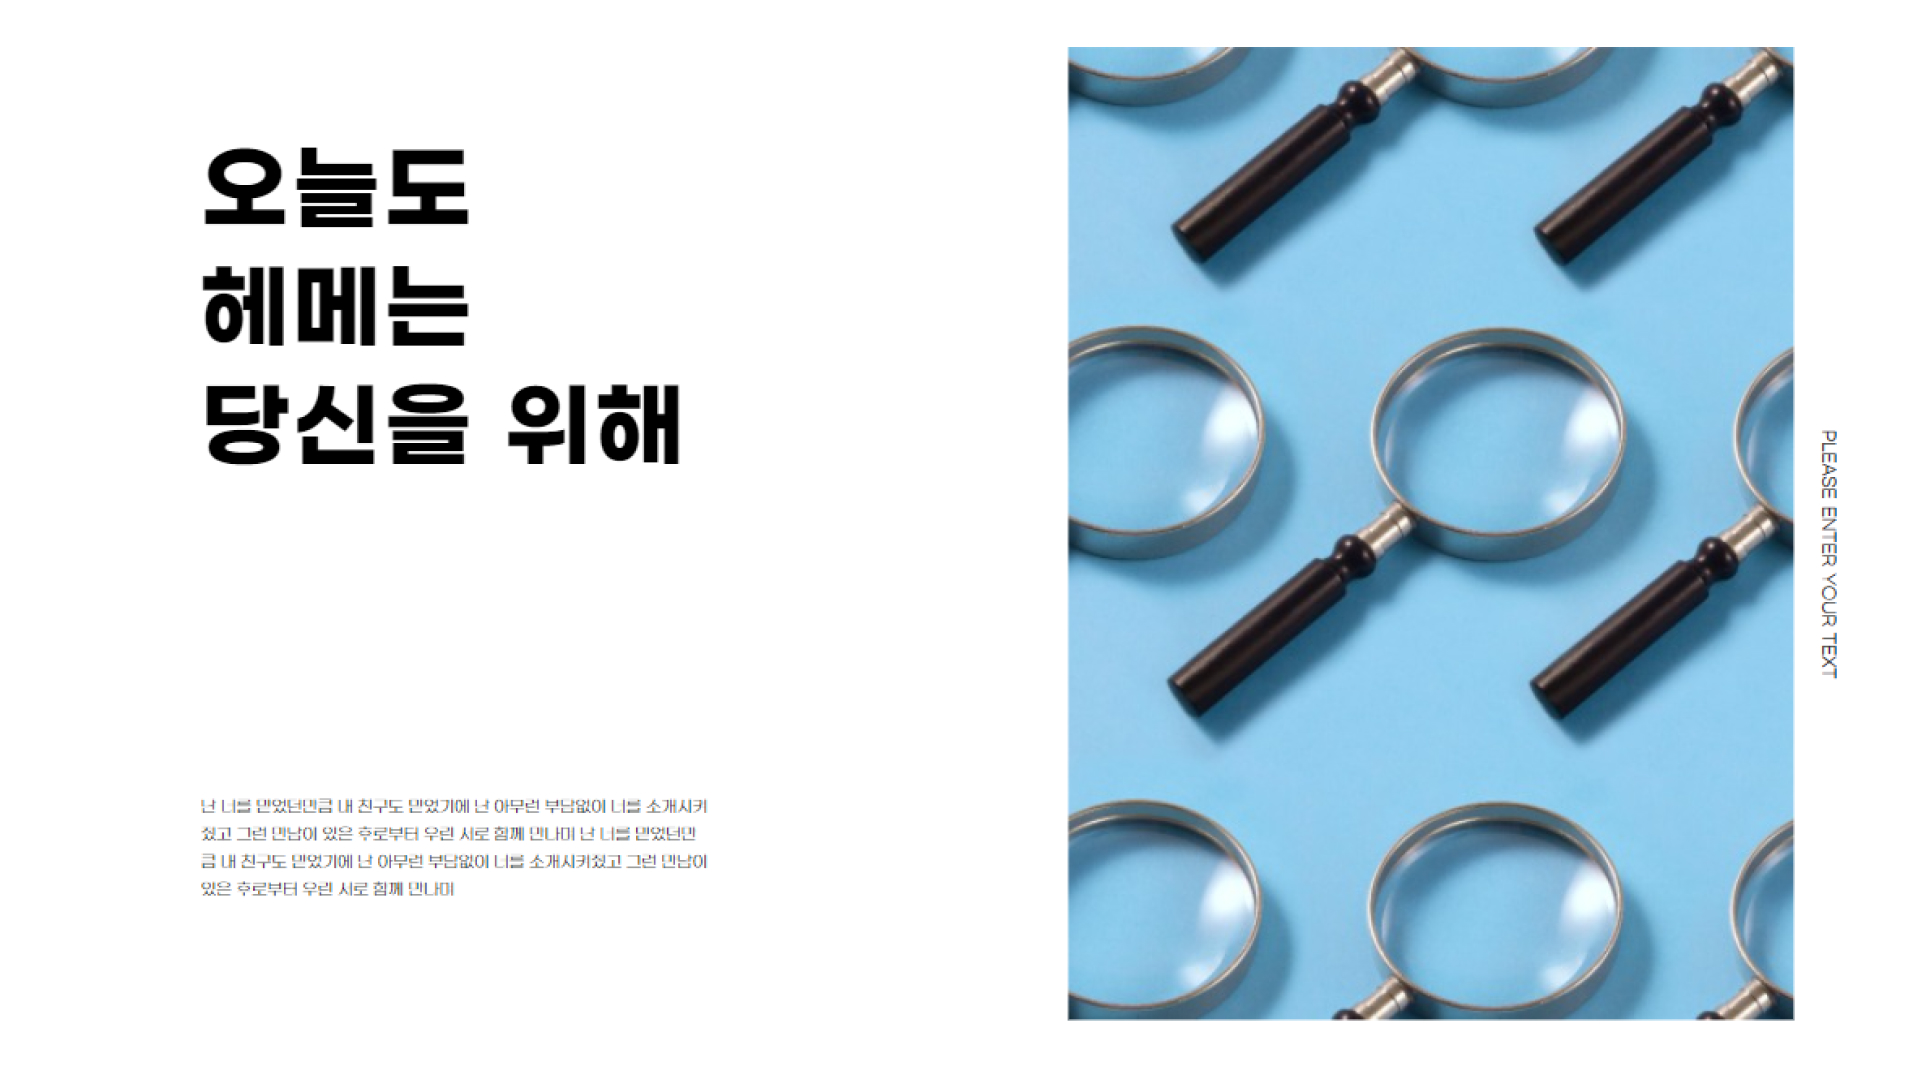 오늘도
헤메는
당신을 위해
난 너를 믿었던만큼 내 친구도 믿었기에 난 아무런 부담없이 너를 소개시키
줬고 그런 만남이 있은 후로부터 우린 서로 함께 만나며 난 너를 믿었던만
큼 내 친구도 믿었기에 난 아무런 부담없이 너를 소개시키줬고 그런 만남이
있은 후로부터 우린 서로 함께 만나며
PLEASE ENTER YOUR TEXT